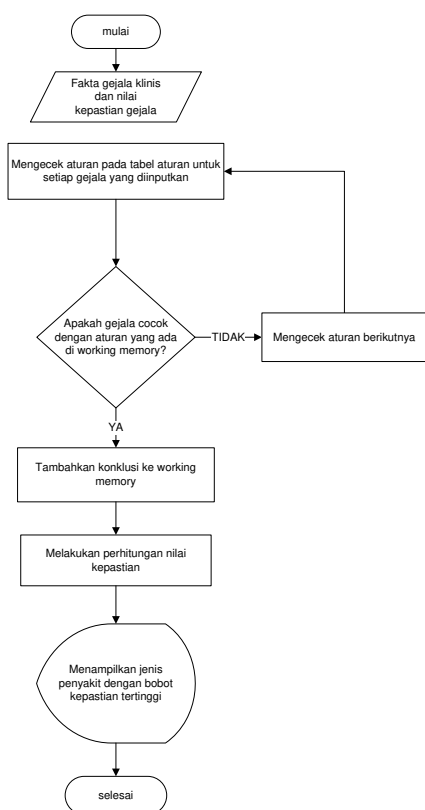 mulai
Fakta gejala klinis
dan nilai
kepastian gejala
Mengecek aturan pada tabel aturan untuk
setiap gejala yang diinputkan
Apakah gejala cocok
dengan aturan yang ada
di working memory?
TIDAK
Mengecek aturan berikutnya
YA
Tambahkan konklusi ke working
memory
Melakukan perhitungan nilai
kepastian
Menampilkan jenis
penyakit dengan bobot
kepastian tertinggi
selesai